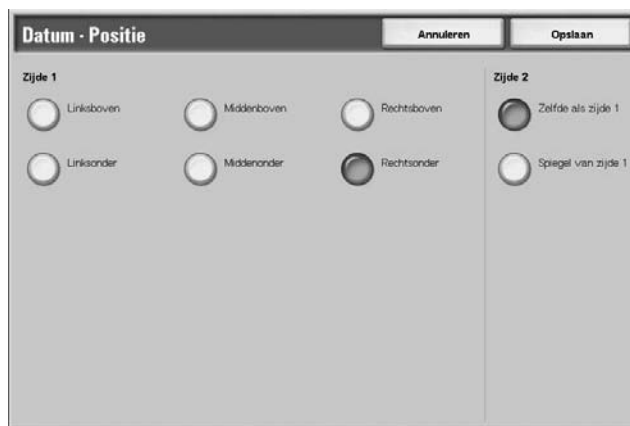 Datum - Positie
Annuleren
Opslaan
Zijde 1
Linksboven
Middenboven
Rechtsboven
Linksonder
Middenonder
Rechtsonder
Zijde 2
Zelfde als zijde 1
Spiegel van zijde 1